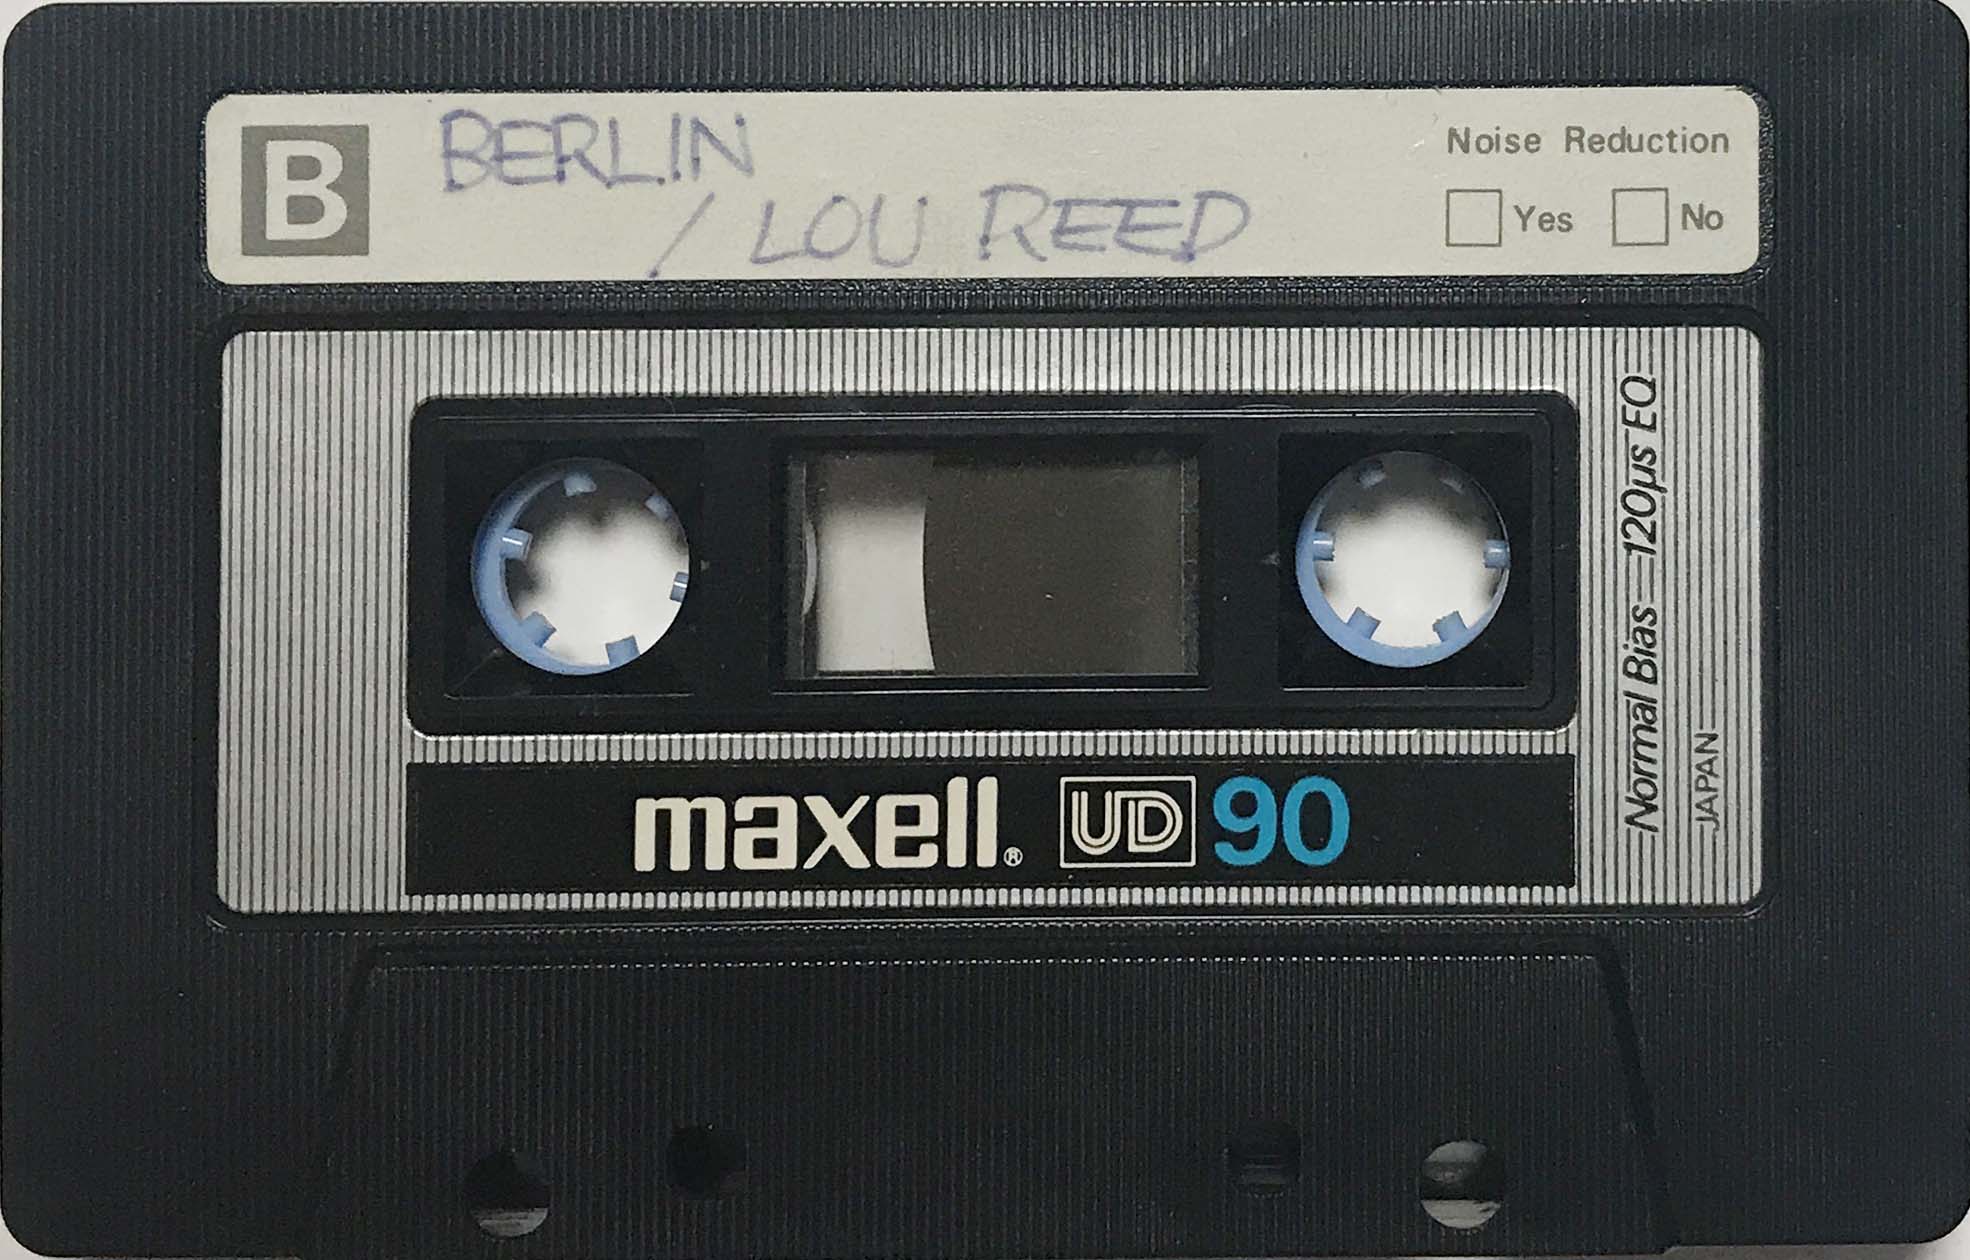 B
BERLIN
/ LOU REED
Noise Reduction
Yes No
Normal Bias 120µs EQ
JAPAN
maxell® UD 90